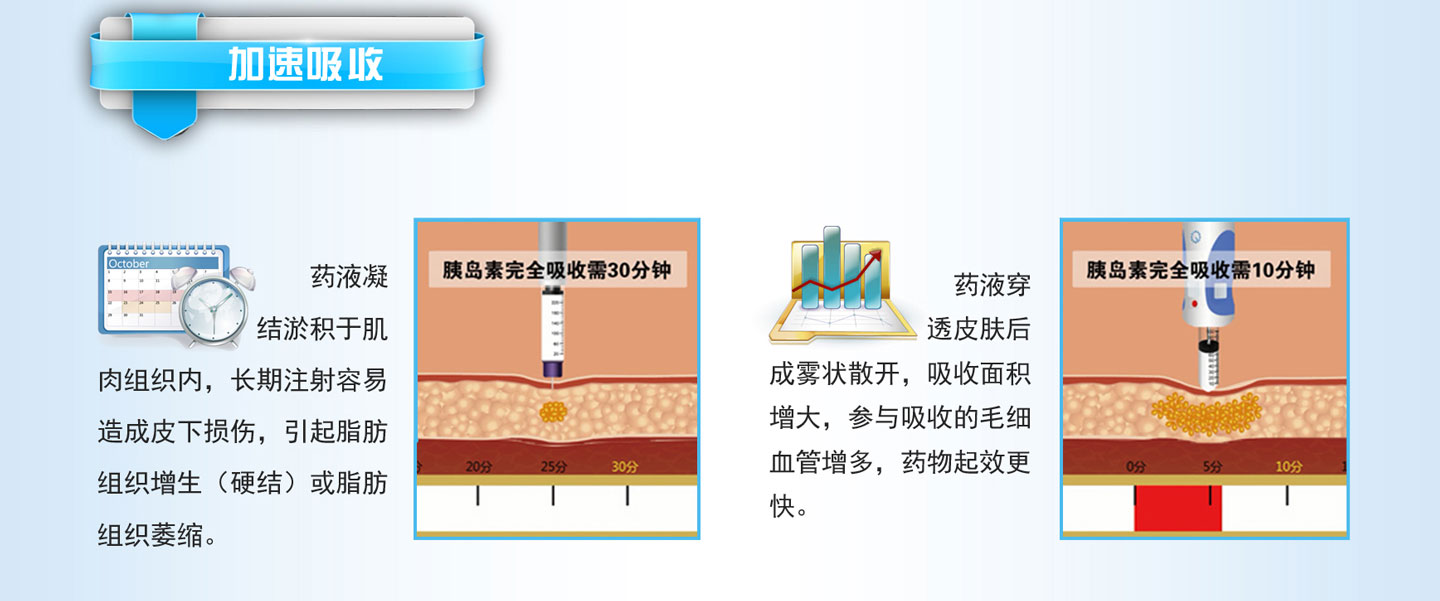 加速吸收
October
药液凝
结淤积于肌
肉组织内，长期注射容易
造成皮下损伤，引起脂肪
组织增生（硬结）或脂肪
组织萎缩。
胰岛素完全吸收需30分钟
20分 25分 30分
药液穿
透皮肤后
成雾状散开，吸收面积
增大，参与吸收的毛细
血管增多，药物起效更
快。
胰岛素完全吸收需10分钟
0分 5分 10分